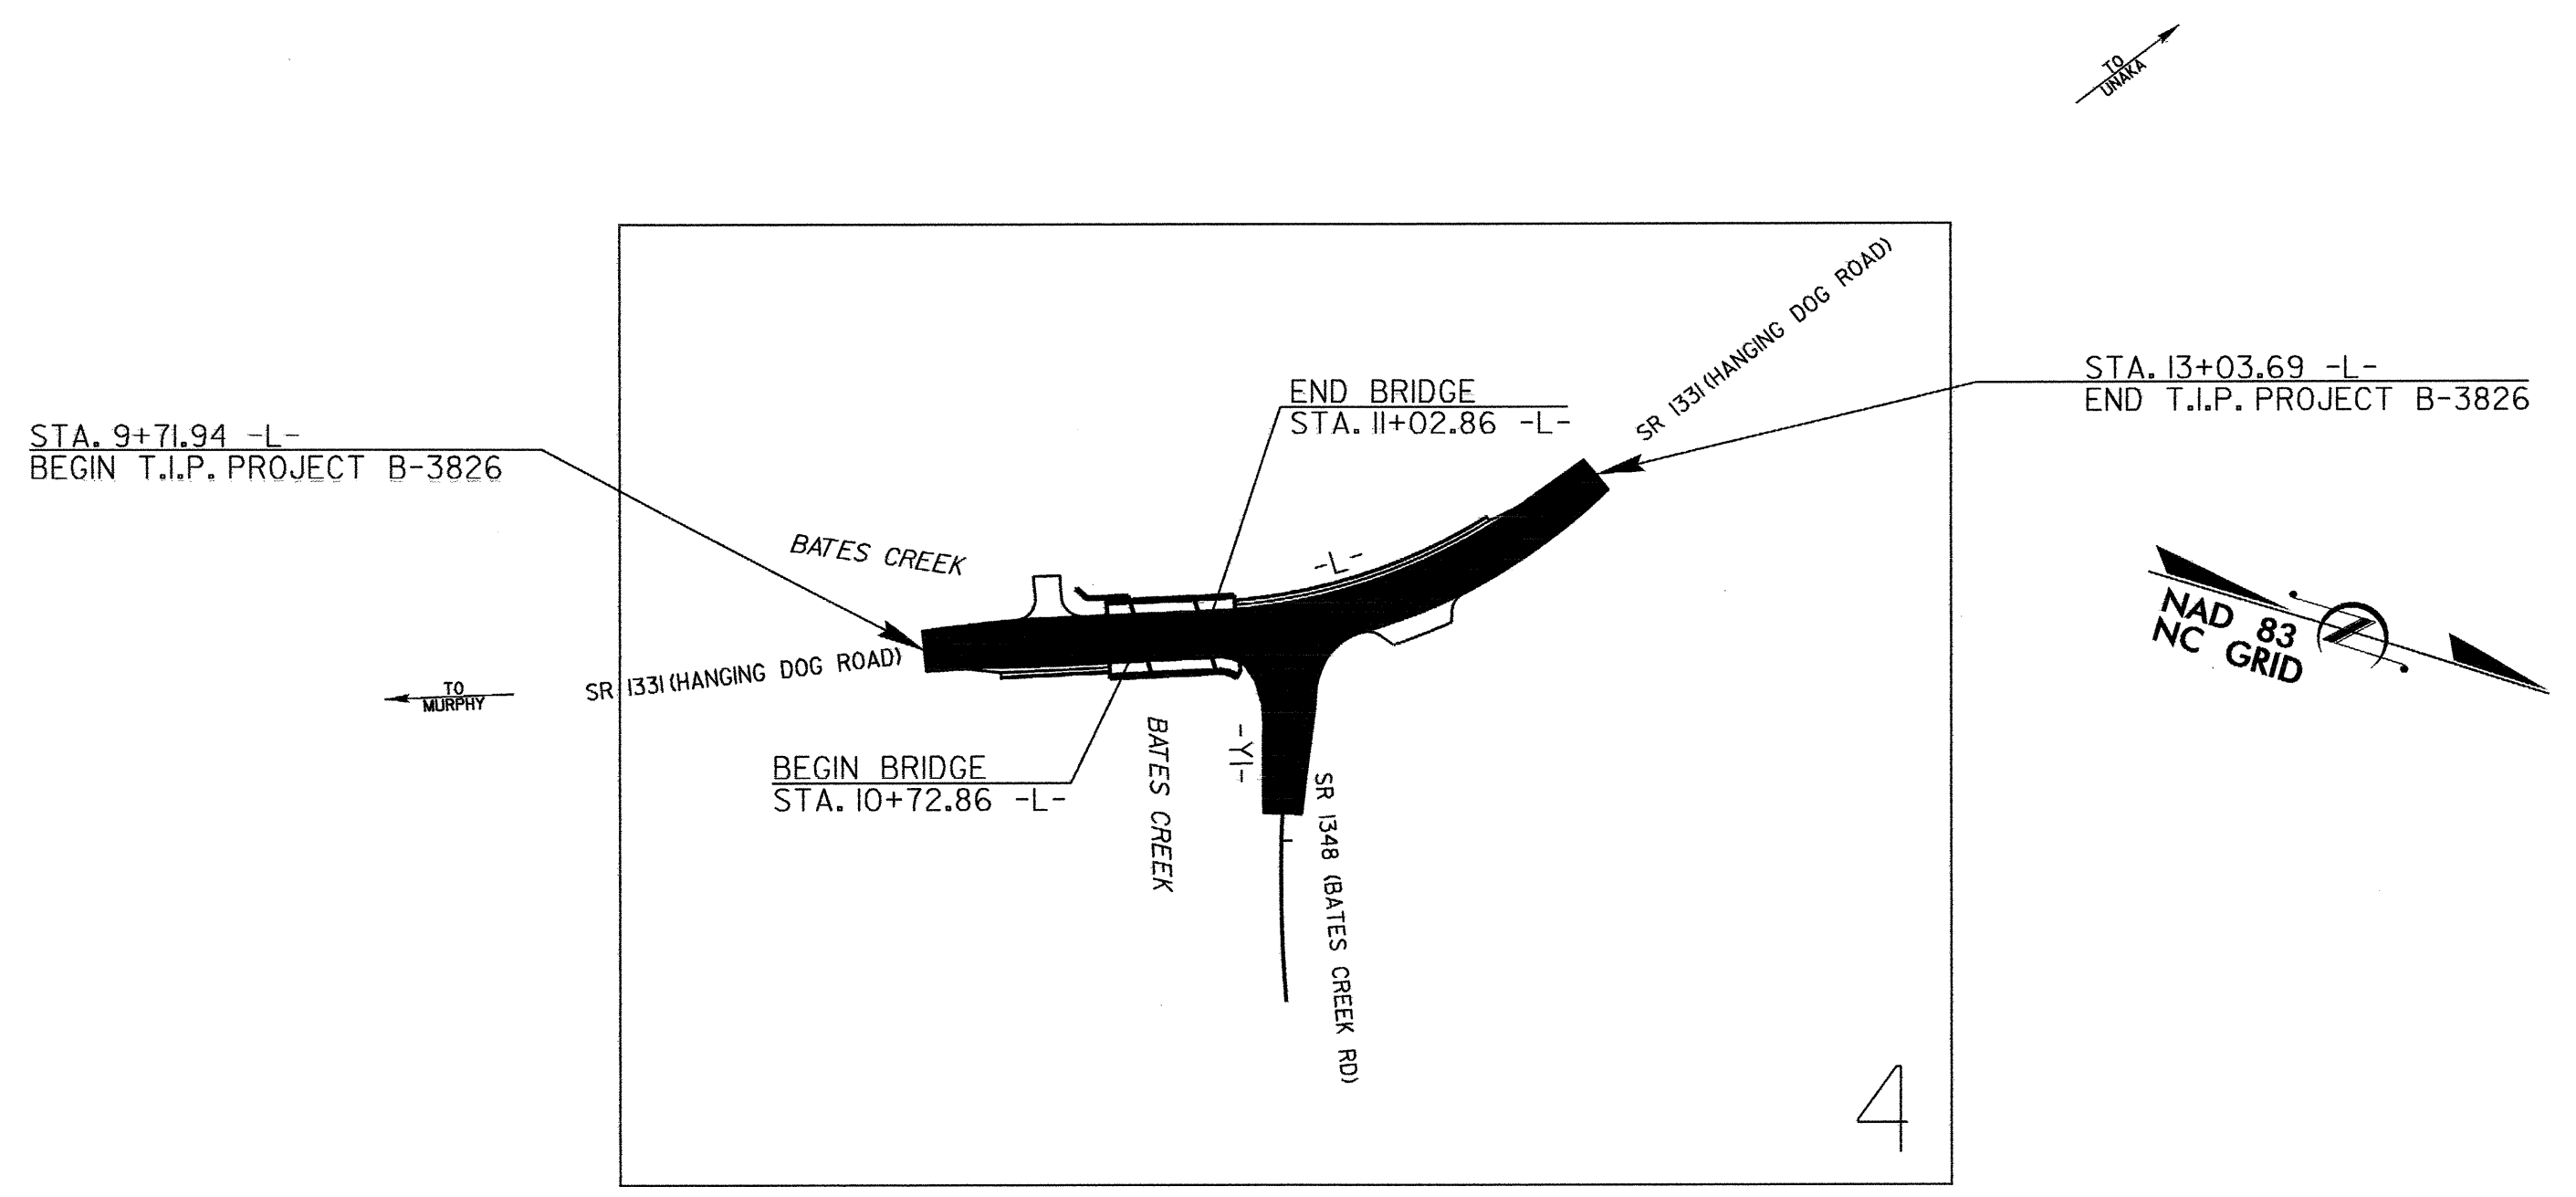 TO
UNAKA
SR 1331 (HANGING DOG ROAD)
STA. 13+03.69 -L-
END T.I.P. PROJECT B-3826
END BRIDGE
STA. 11+02.86 -L-
STA. 9+71.94 -L-
BEGIN T.I.P. PROJECT B-3826
BATES CREEK
-L-
NAD 83
NC GRID
SR 1331 (HANGING DOG ROAD)
TO
MURPHY
BEGIN BRIDGE
STA. 10+72.86 -L-
BATES CREEK
-Y1-
SR 1348 (BATES CREEK RD)
4